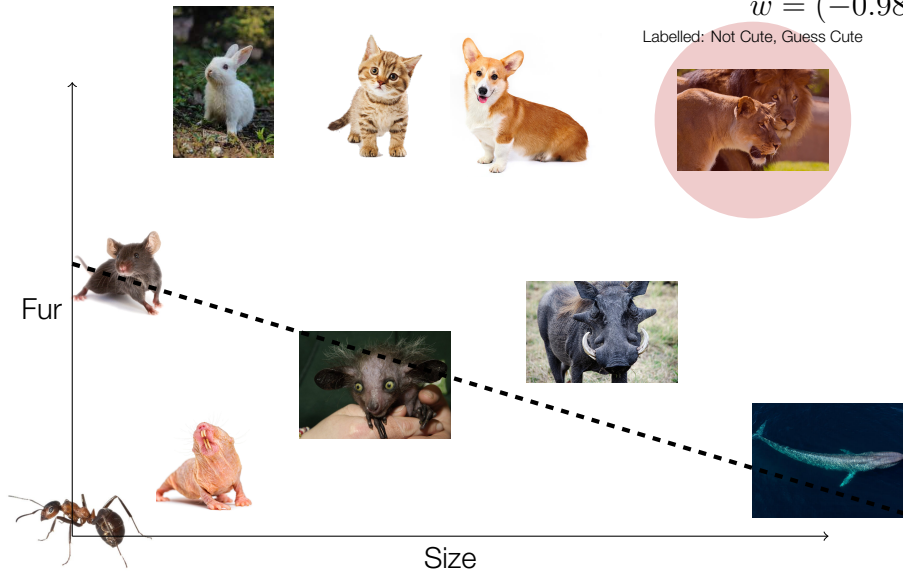 w = (−0.98
Labelled: Not Cute, Guess Cute
Fur
Size